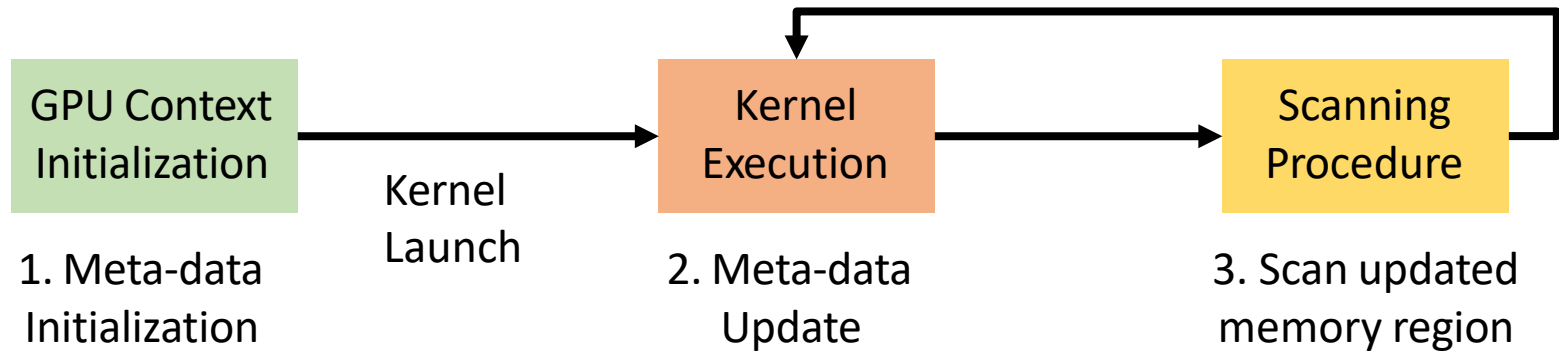 GPU Context
Initialization
Kernel
Launch
Kernel
Execution
Scanning
Procedure
1. Meta-data
Initialization
2. Meta-data
Update
3. Scan updated
memory region